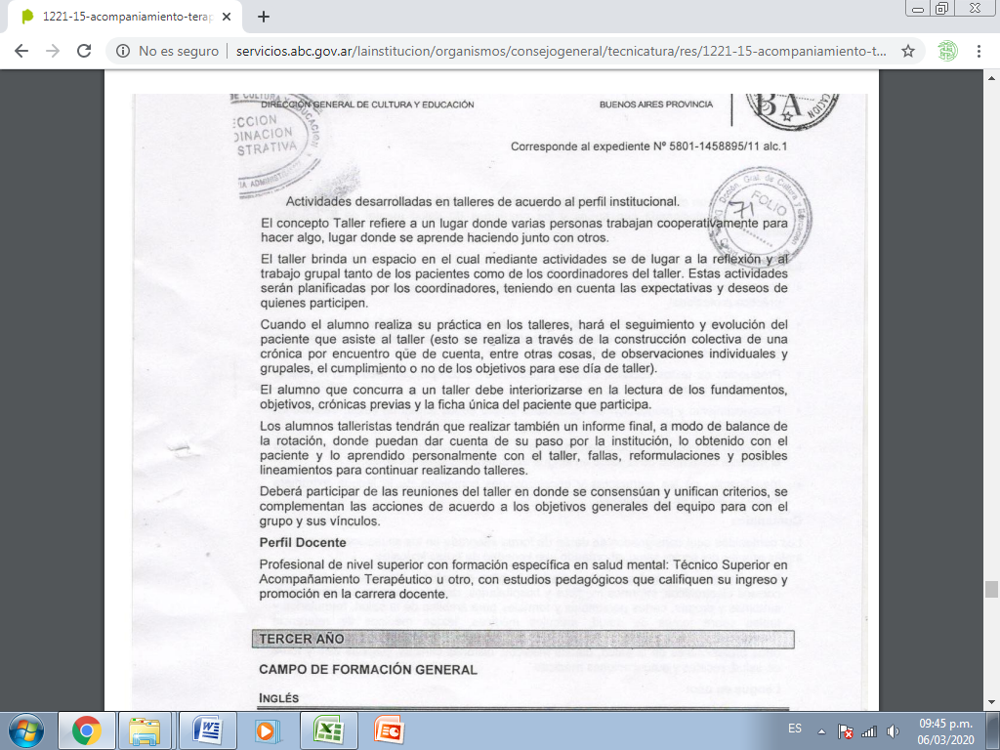 1221-15-acompaniamiento-terap
No es seguro
servicios.abc.gov.ar/lainstitucion/organismos/consejogeneral/tecnicatura/res/1221-15-acompaniamiento-t...
DE CULTURA Y EDUCACION
DIRECCIÓN GENERAL DE CULTURA Y EDUCACIÓN
BUENOS AIRES PROVINCIA
BA
ECCION
DINACION
STRATIVA
Corresponde al expediente Nº 5801-1458895/11 alc.1
FOLIO
71
Actividades desarrolladas en talleres de acuerdo al perfil institucional.
El concepto Taller refiere a un lugar donde varias personas trabajan cooperativamente para
hacer algo, lugar donde se aprende haciendo junto con otros.
El taller brinda un espacio en el cual mediante actividades se de lugar a la reflexión y al
trabajo grupal tanto de los pacientes como de los coordinadores del taller. Estas actividades
serán planificadas por los coordinadores, teniendo en cuenta las expectativas y deseos de
quienes participen.
Cuando el alumno realiza su práctica en los talleres, hará el seguimiento y evolución del
paciente que asiste al taller (esto se realiza a través de la construcción colectiva de una
crónica por encuentro que de cuenta, entre otras cosas, de observaciones individuales y
grupales, el cumplimiento o no de los objetivos para ese día de taller).
El alumno que concurra a un taller debe interiorizarse en la lectura de los fundamentos,
objetivos, crónicas previas y la ficha única del paciente que participa.
Los alumnos talleristas tendrán que realizar también un informe final, a modo de balance de
la rotación, donde puedan dar cuenta de su paso por la institución, lo obtenido con el
paciente y lo aprendido personalmente con el taller, fallas, reformulaciones y posibles
lineamientos para continuar realizando talleres.
Deberá participar de las reuniones del taller en donde se consensúan y unifican criterios, se
complementan las acciones de acuerdo a los objetivos generales del equipo para con el
grupo y sus vínculos.
Perfil Docente
Profesional de nivel superior con formación específica en salud mental: Técnico Superior en
Acompañamiento Terapéutico u otro, con estudios pedagógicos que califiquen su ingreso y
promoción en la carrera docente.
TERCER AÑO
CAMPO DE FORMACIÓN GENERAL
INGLÉS
ES
09:45 p.m.
06/03/2020